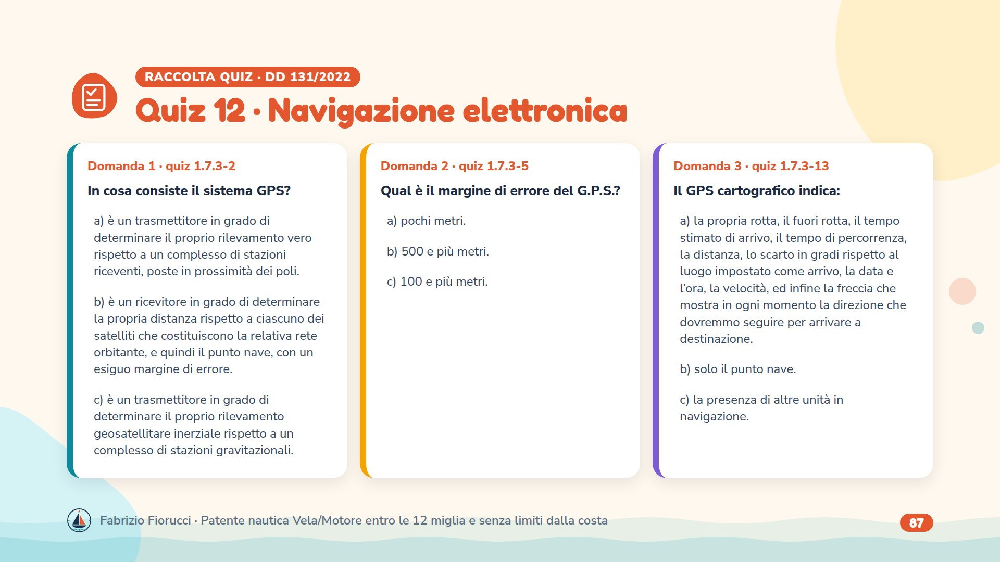 RACCOLTA QUIZ · DD 131/2022
Quiz 12 · Navigazione elettronica
Domanda 1 · quiz 1.7.3-2
In cosa consiste il sistema GPS?
a) è un trasmettitore in grado di
determinare il proprio rilevamento vero
rispetto a un complesso di stazioni
riceventi, poste in prossimità dei poli.
b) è un ricevitore in grado di determinare
la propria distanza rispetto a ciascuno dei
satelliti che costituiscono la relativa rete
orbitante, e quindi il punto nave, con un
esiguo margine di errore.
c) è un trasmettitore in grado di
determinare il proprio rilevamento
geosatellitare inerziale rispetto a un
complesso di stazioni gravitazionali.
Domanda 2 · quiz 1.7.3-5
Qual è il margine di errore del G.P.S.?
a) pochi metri.
b) 500 e più metri.
c) 100 e più metri.
Domanda 3 · quiz 1.7.3-13
Il GPS cartografico indica:
a) la propria rotta, il fuori rotta, il tempo
stimato di arrivo, il tempo di percorrenza,
la distanza, lo scarto in gradi rispetto al
luogo impostato come arrivo, la data e
l’ora, la velocità, ed infine la freccia che
mostra in ogni momento la direzione che
dovremmo seguire per arrivare a
destinazione.
b) solo il punto nave.
c) la presenza di altre unità in
navigazione.
Fabrizio Fiorucci · Patente nautica Vela/Motore entro le 12 miglia e senza limiti dalla costa
87